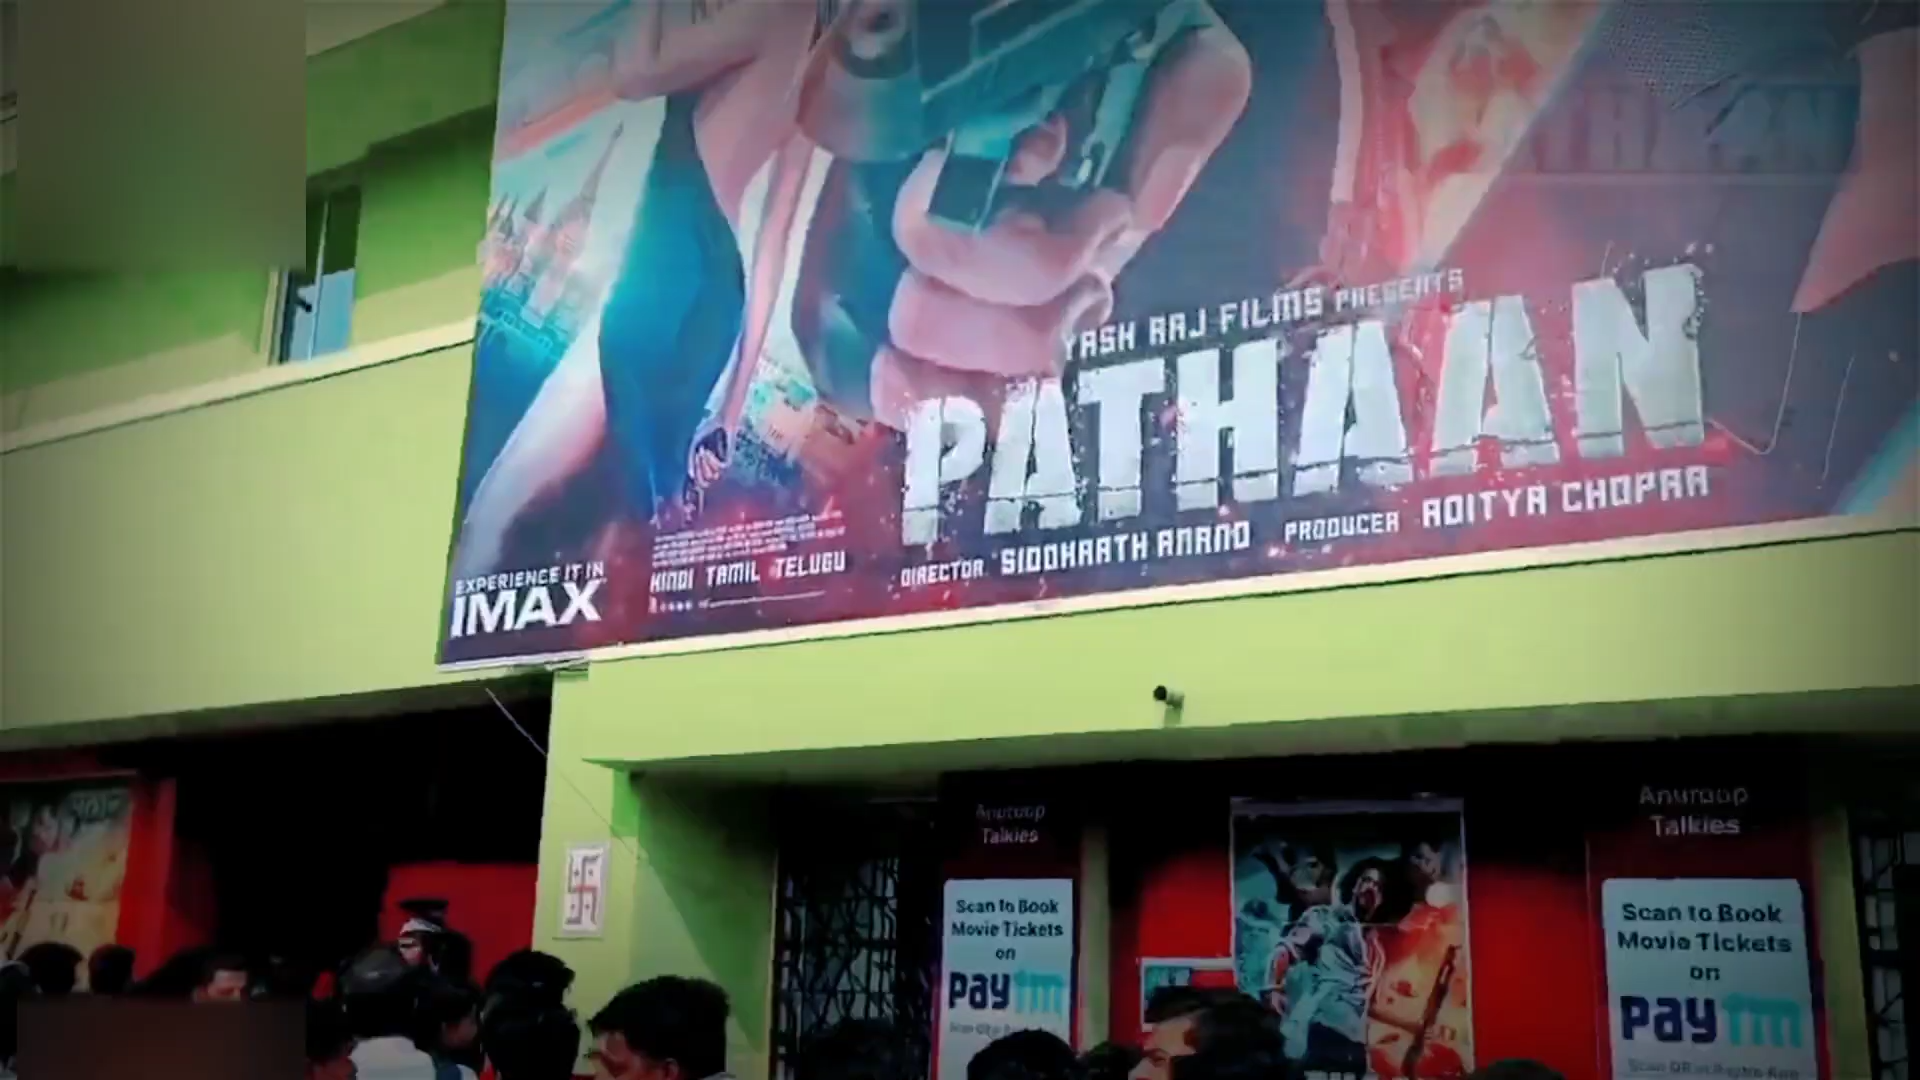 YASH RAJ FILMS PRESENTS
PATHAAN
DIRECTOR SIDDHARTH ANAND PRODUCER ADITYA CHOPRA
EXPERIENCE IT IN
IMAX
HINDI TAMIL TELUGU
Anuroop
Talkies
Scan to Book
Movie Tickets
on
paytm
Anuroop
Talkies
Scan to Book
Movie Tickets
on
paytm